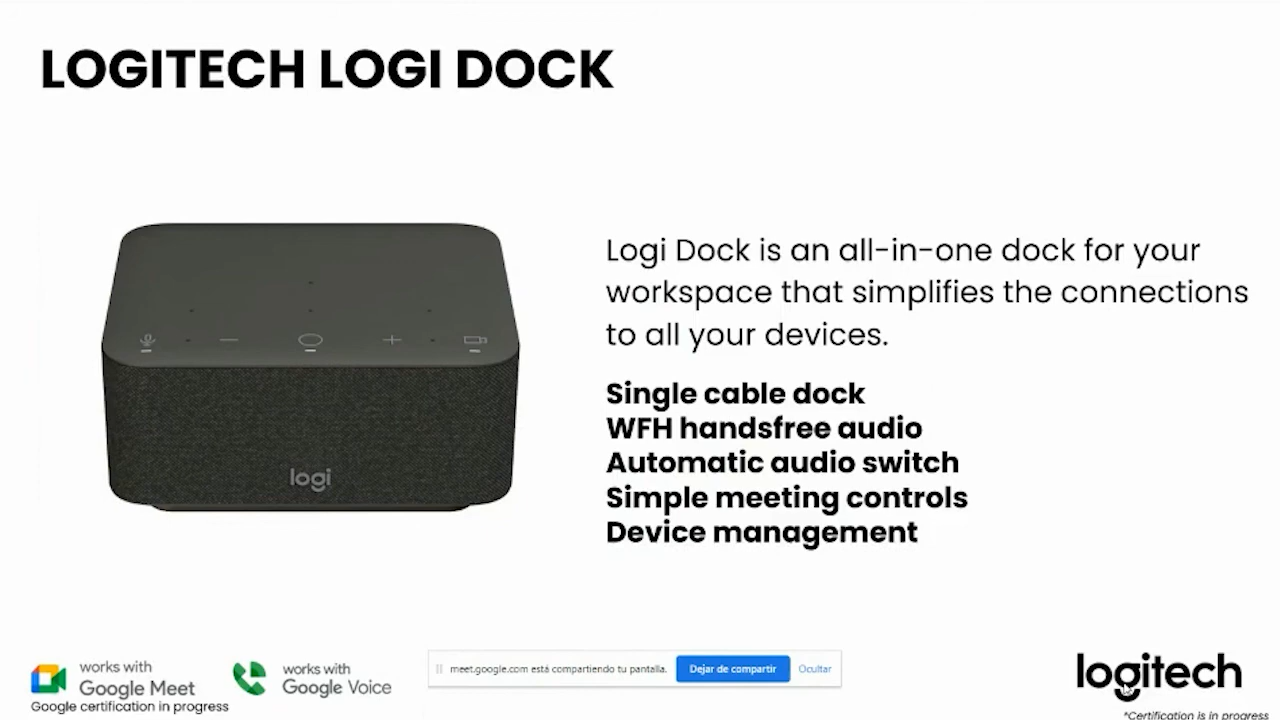 LOGITECH LOGI DOCK
Logi Dock is an all-in-one dock for your
workspace that simplifies the connections
to all your devices.
Single cable dock
WFH handsfree audio
Automatic audio switch
Simple meeting controls
Device management
logi
works with
Google Meet
Google certification in progress
works with
Google Voice
meet.google.com está compartiendo tu pantalla.
Dejar de compartir
Ocultar
logitech
*Certification is in progress